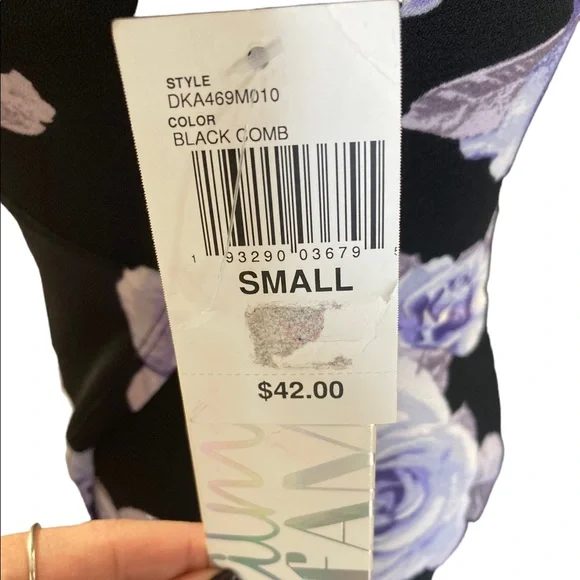 STYLE
DKA469M010
COLOR
BLACK COMB
1 93290 03679 5
SMALL
$42.00